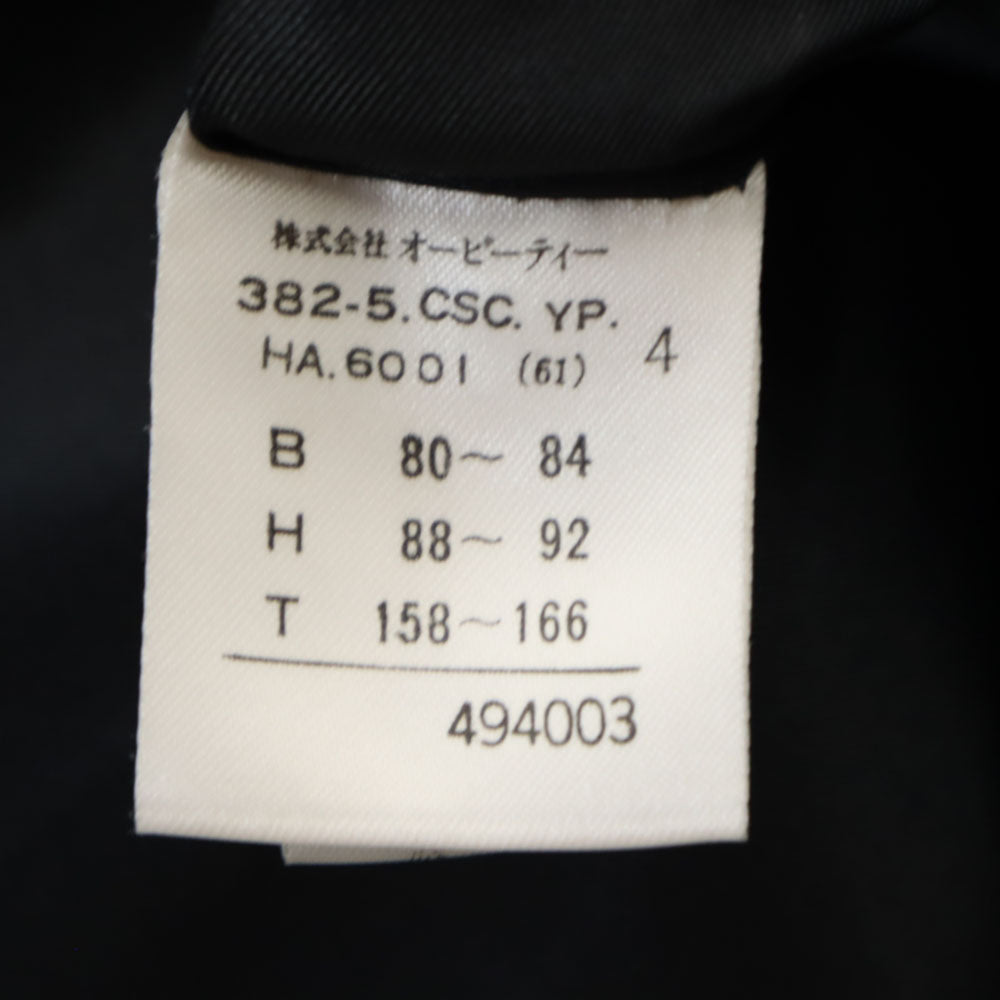 株式会社 オーピーティー
382-5.CSC. YP.
HA.6001 (61) 4
B 80～ 84
H 88～ 92
T 158～166
494003